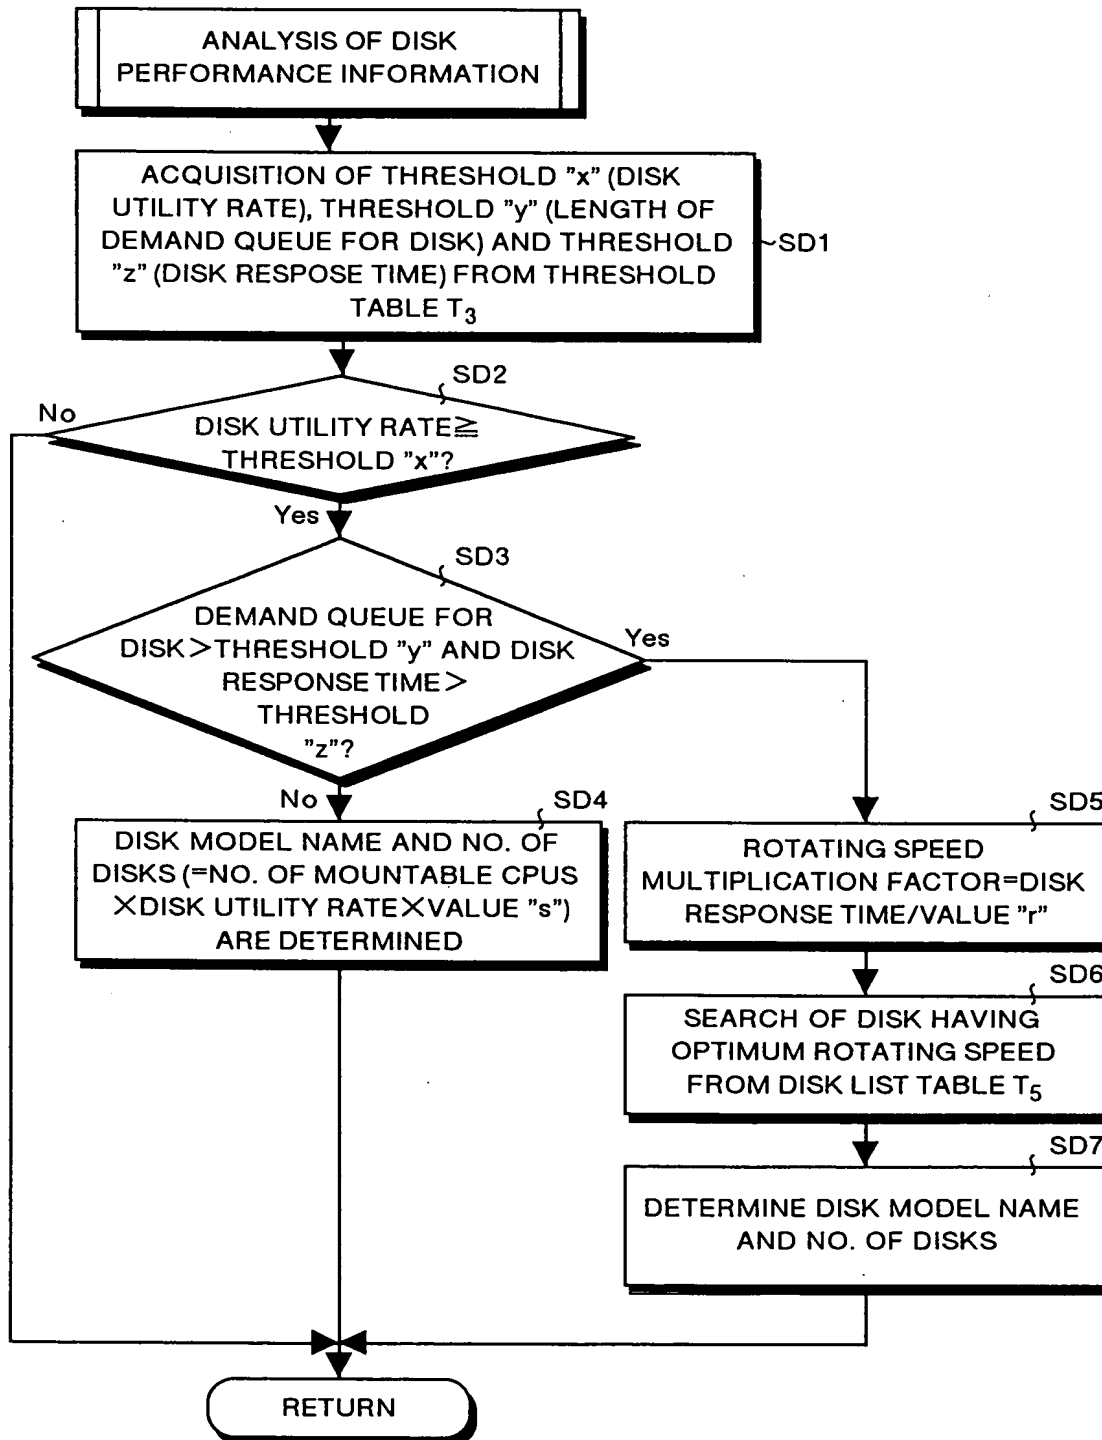 ANALYSIS OF DISK
PERFORMANCE INFORMATION
ACQUISITION OF THRESHOLD "x" (DISK
UTILITY RATE), THRESHOLD "y" (LENGTH OF
DEMAND QUEUE FOR DISK) AND THRESHOLD
"z" (DISK RESPOSE TIME) FROM THRESHOLD
TABLE T3
SD1
SD2
No
DISK UTILITY RATE≧
THRESHOLD "x"?
Yes
SD3
DEMAND QUEUE FOR
DISK>THRESHOLD "y" AND DISK
RESPONSE TIME>
THRESHOLD
"z"?
Yes
No
SD4
DISK MODEL NAME AND NO. OF
DISKS (=NO. OF MOUNTABLE CPUS
×DISK UTILITY RATE×VALUE "s")
ARE DETERMINED
SD5
ROTATING SPEED
MULTIPLICATION FACTOR=DISK
RESPONSE TIME/VALUE "r"
SD6
SEARCH OF DISK HAVING
OPTIMUM ROTATING SPEED
FROM DISK LIST TABLE T5
SD7
DETERMINE DISK MODEL NAME
AND NO. OF DISKS
RETURN